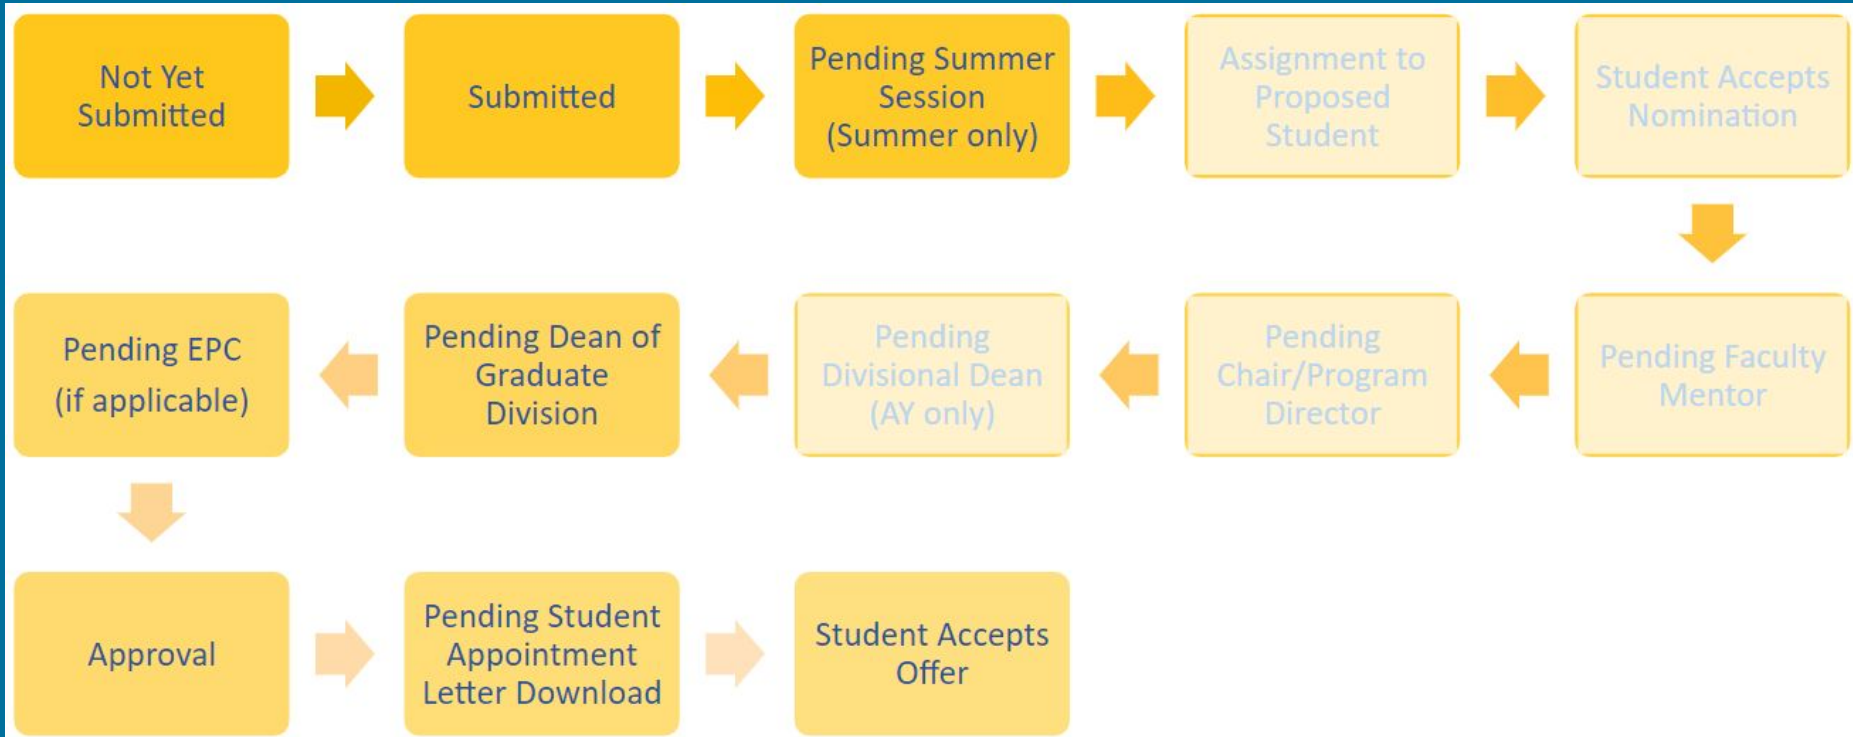 Not Yet
Submitted
Submitted
Pending Summer
Session
(Summer only)
Assignment to
Proposed
Student
Student Accepts
Nomination
Pending Faculty
Mentor
Pending
Chair/Program
Director
Pending
Divisional Dean
(AY only)
Pending Dean of
Graduate
Division
Pending EPC
(if applicable)
Approval
Pending Student
Appointment
Letter Download
Student Accepts
Offer